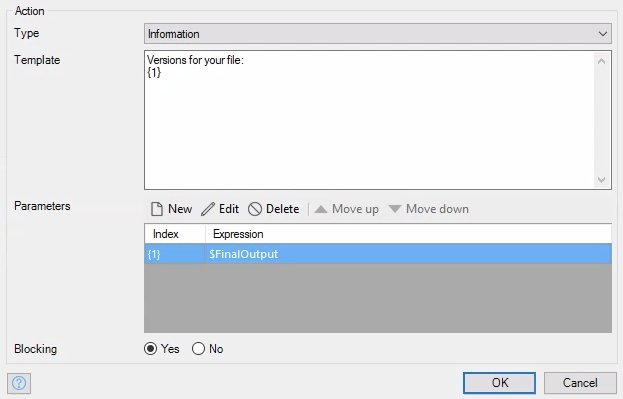 Action
Type
Information
Template
Versions for your file:
{1}
Parameters
New Edit Delete Move up Move down
Index Expression
{1} $FinalOutput
Blocking
Yes No
? OK Cancel